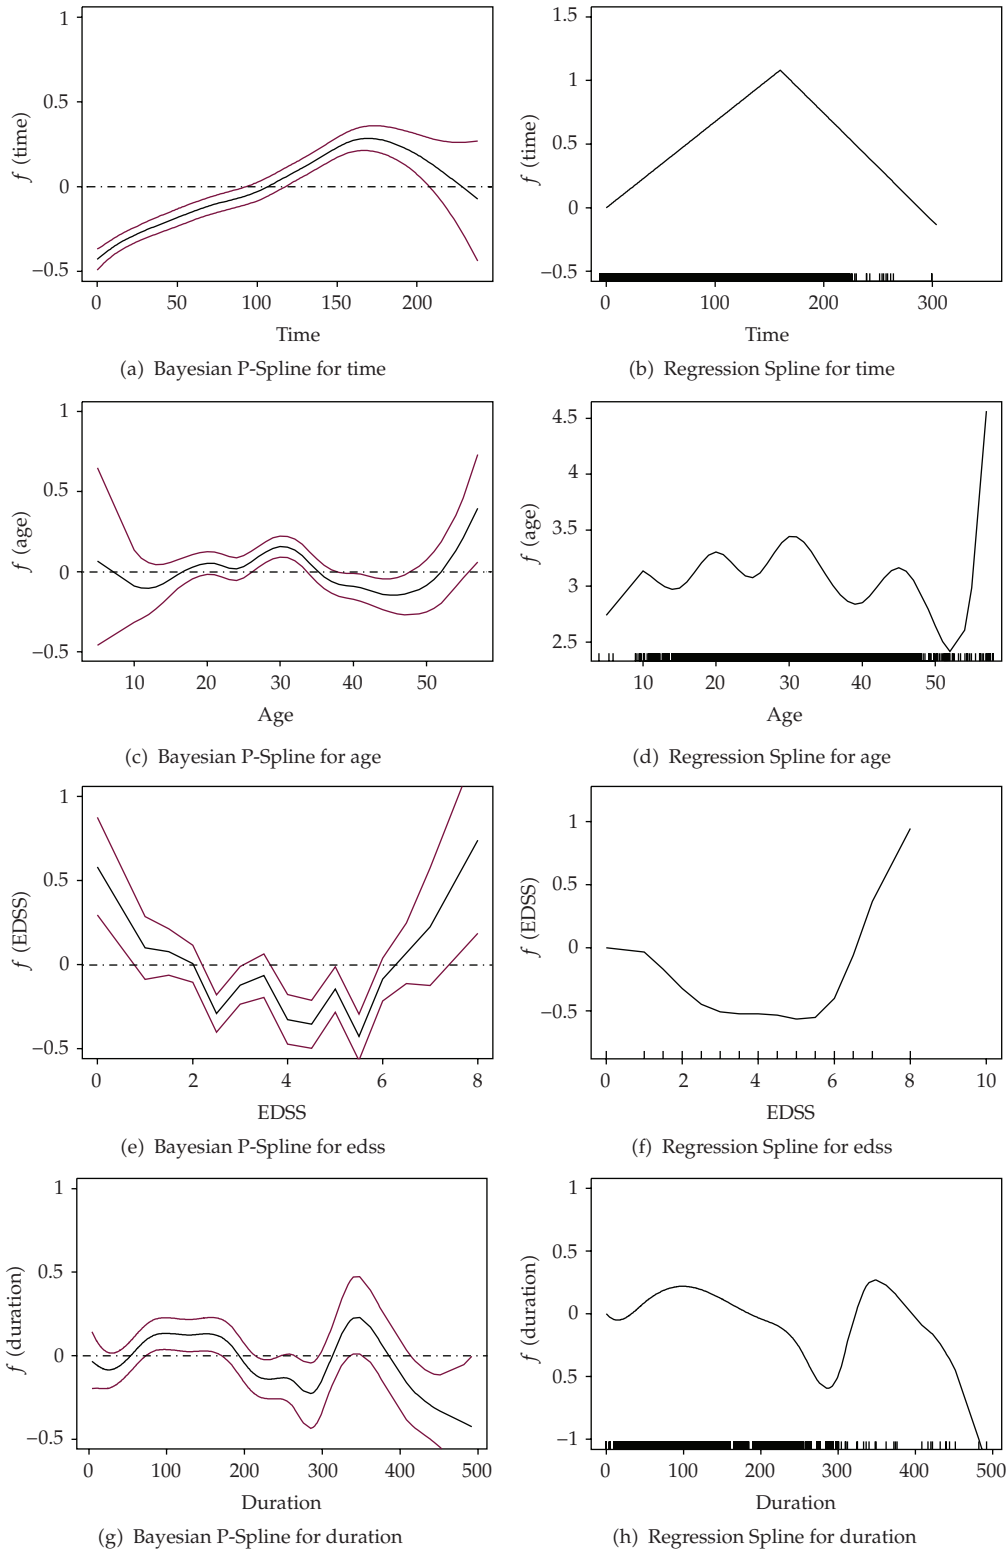 1
0.5
0
−0.5
f (time)
0 50 100 150 200
Time
(a) Bayesian P-Spline for time
1.5
1
0.5
0
−0.5
f (time)
0 100 200 300
Time
(b) Regression Spline for time
1
0.5
0
−0.5
f (age)
10 20 30 40 50
Age
(c) Bayesian P-Spline for age
4.5
4
3.5
3
2.5
f (age)
10 20 30 40 50
Age
(d) Regression Spline for age
1
0.5
0
−0.5
f (EDSS)
0 2 4 6 8
EDSS
(e) Bayesian P-Spline for edss
1
0.5
0
−0.5
f (EDSS)
0 2 4 6 8 10
EDSS
(f) Regression Spline for edss
1
0.5
0
−0.5
f (duration)
0 100 200 300 400 500
Duration
(g) Bayesian P-Spline for duration
1
0.5
0
0.5
−1
f (duration)
0 100 200 300 400 500
Duration
(h) Regression Spline for duration